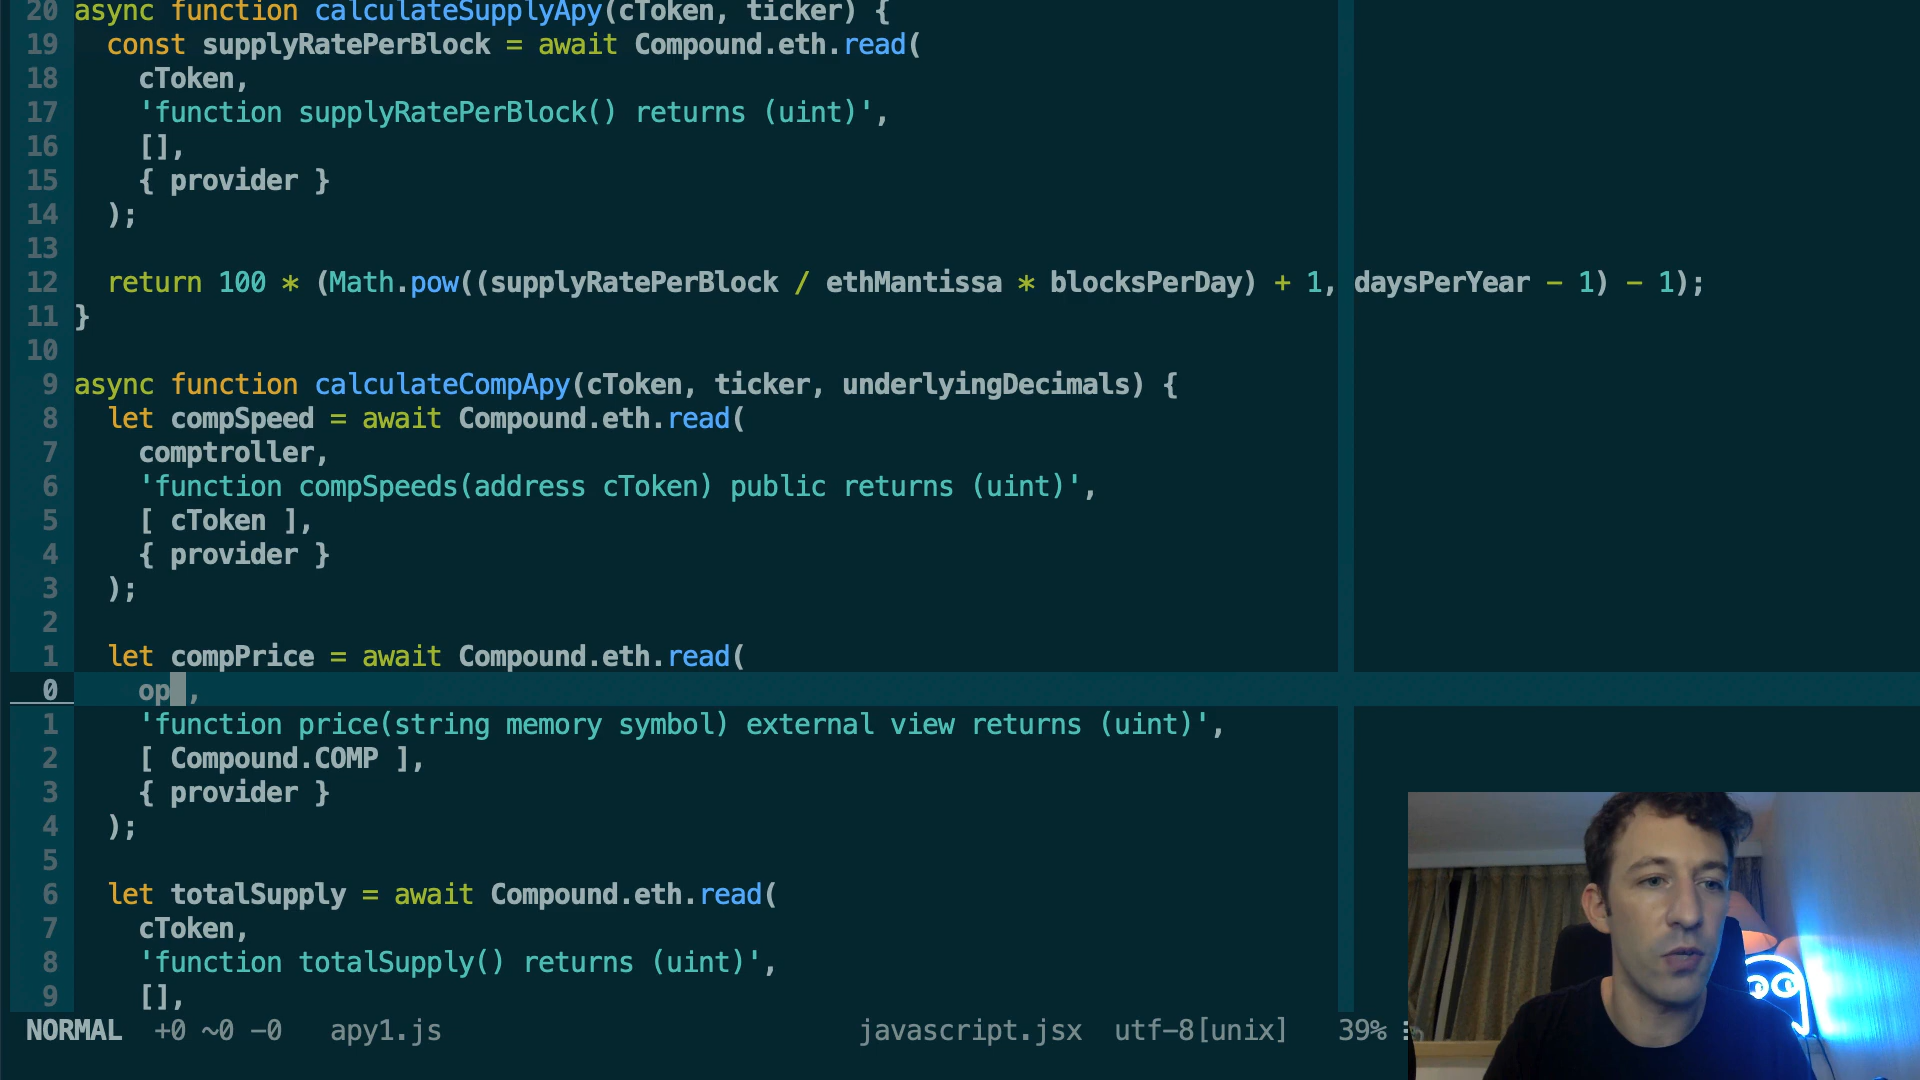 20 async function calculateSupplyApy(cToken, ticker) {
19 const supplyRatePerBlock = await Compound.eth.read(
18 cToken,
17 'function supplyRatePerBlock() returns (uint)',
16 [],
15 { provider }
14 );
13
12 return 100 * (Math.pow((supplyRatePerBlock / ethMantissa * blocksPerDay) + 1, daysPerYear - 1) - 1);
11 }
10
9 async function calculateCompApy(cToken, ticker, underlyingDecimals) {
8 let compSpeed = await Compound.eth.read(
7 comptroller,
6 'function compSpeeds(address cToken) public returns (uint)',
5 [ cToken ],
4 { provider }
3 );
2
1 let compPrice = await Compound.eth.read(
0 op ,
1 'function price(string memory symbol) external view returns (uint)',
2 [ Compound.COMP ],
3 { provider }
4 );
5
6 let totalSupply = await Compound.eth.read(
7 cToken,
8 'function totalSupply() returns (uint)',
9 [],
NORMAL +0 ~0 -0 apy1.js javascript.jsx utf-8[unix] 39%